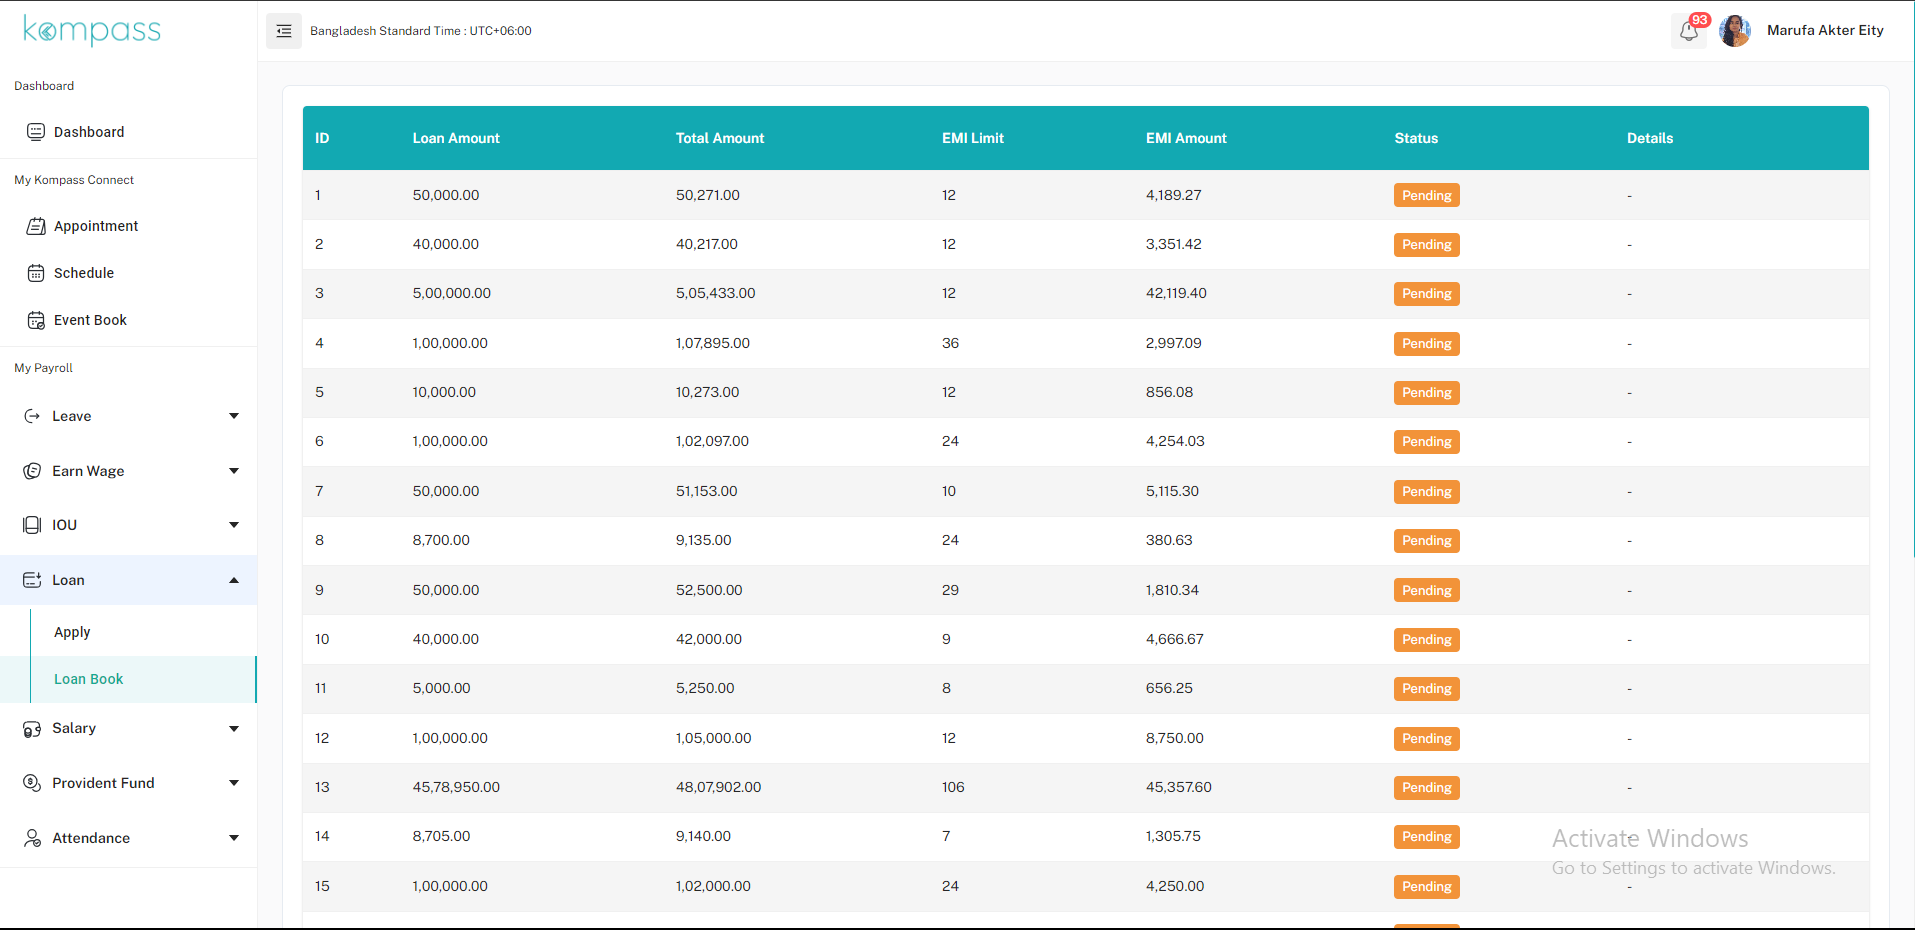 kompass
Bangladesh Standard Time : UTC+06:00
93
Marufa Akter Eity
Dashboard
Dashboard
My Kompass Connect
Appointment
Schedule
Event Book
My Payroll
Leave
Earn Wage
IOU
Loan
Apply
Loan Book
Salary
Provident Fund
Attendance
ID Loan Amount Total Amount EMI Limit EMI Amount Status Details
1 50,000.00 50,271.00 12 4,189.27 Pending -
2 40,000.00 40,217.00 12 3,351.42 Pending -
3 5,00,000.00 5,05,433.00 12 42,119.40 Pending -
4 1,00,000.00 1,07,895.00 36 2,997.09 Pending -
5 10,000.00 10,273.00 12 856.08 Pending -
6 1,00,000.00 1,02,097.00 24 4,254.03 Pending -
7 50,000.00 51,153.00 10 5,115.30 Pending -
8 8,700.00 9,135.00 24 380.63 Pending -
9 50,000.00 52,500.00 29 1,810.34 Pending -
10 40,000.00 42,000.00 9 4,666.67 Pending -
11 5,000.00 5,250.00 8 656.25 Pending -
12 1,00,000.00 1,05,000.00 12 8,750.00 Pending -
13 45,78,950.00 48,07,902.00 106 45,357.60 Pending -
14 8,705.00 9,140.00 7 1,305.75 Pending -
15 1,00,000.00 1,02,000.00 24 4,250.00 Pending -
Activate Windows
Go to Settings to activate Windows.